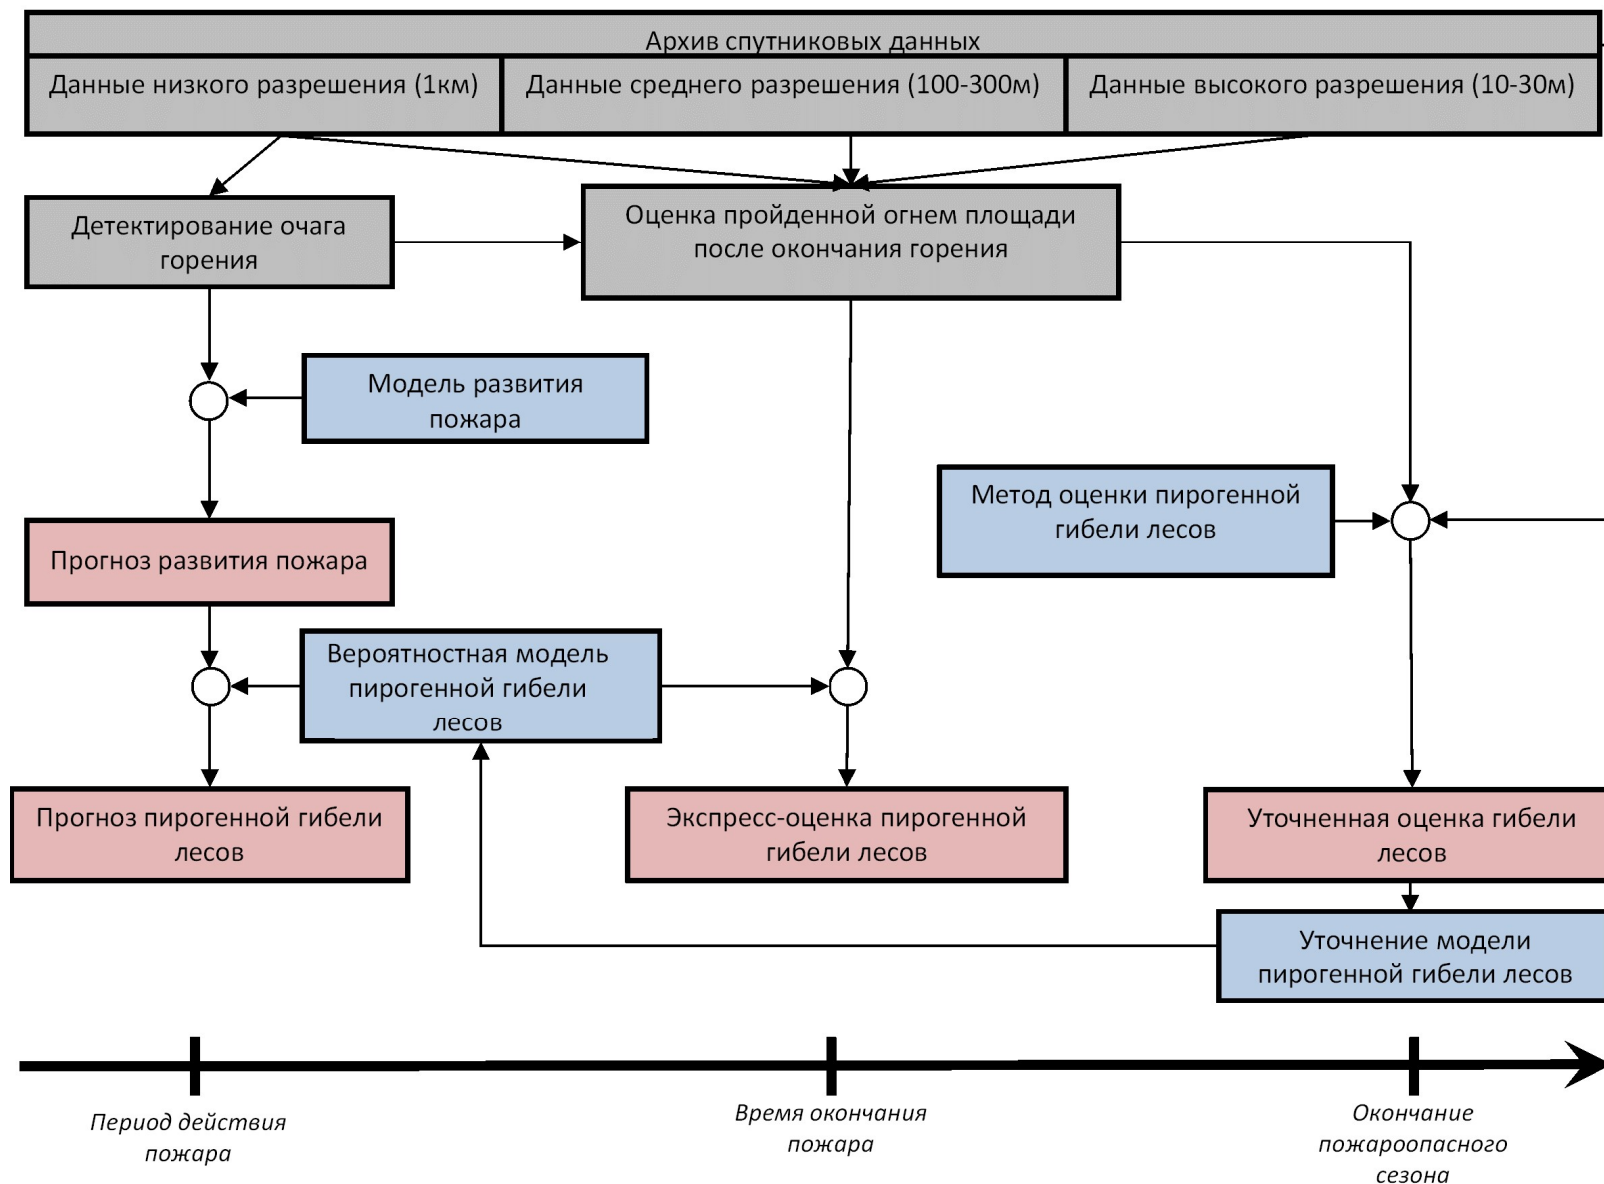 Архив спутниковых данных
Данные низкого разрешения (1км)
Данные среднего разрешения (100-300м)
Данные высокого разрешения (10-30м)
Детектирование очага
горения
Оценка пройденной огнем площади
после окончания горения
Модель развития
пожара
Метод оценки пирогенной
гибели лесов
Прогноз развития пожара
Вероятностная модель
пирогенной гибели
лесов
Прогноз пирогенной гибели
лесов
Экспресс-оценка пирогенной
гибели лесов
Уточненная оценка гибели
лесов
Уточнение модели
пирогенной гибели лесов
Период действия
пожара
Время окончания
пожара
Окончание
пожароопасного
сезона